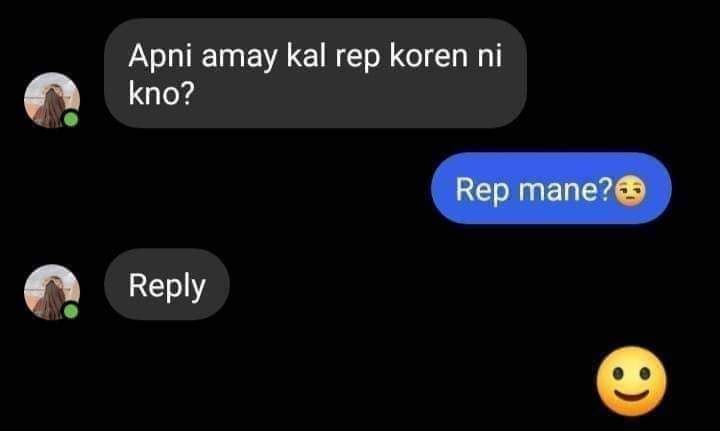 Apni amay kal rep koren ni
kno?
Rep mane?😒
Reply
🙂